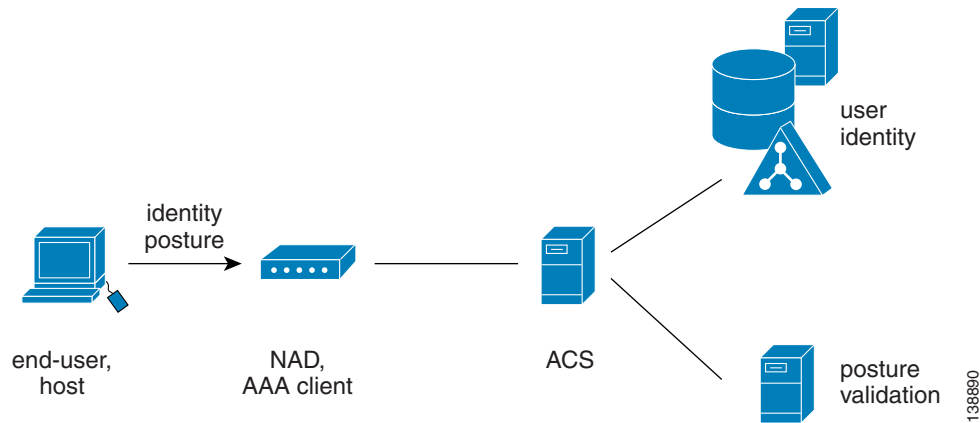 user
identity
identity
posture
end-user,
host
NAD,
AAA client
ACS
posture
validation
138890